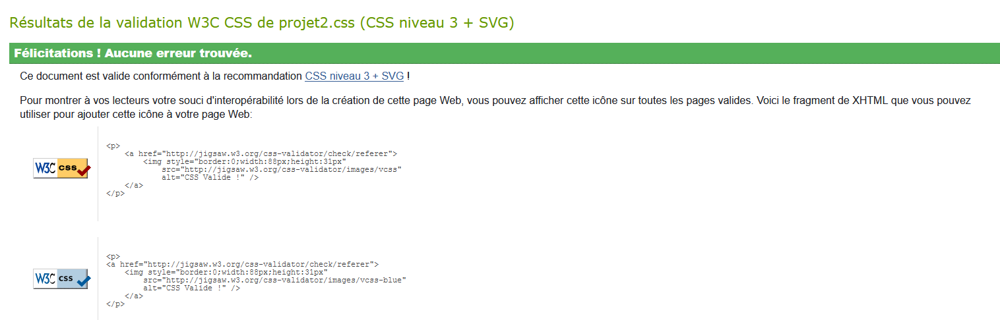 Résultats de la validation W3C CSS de projet2.css (CSS niveau 3 + SVG)
Félicitations ! Aucune erreur trouvée.
Ce document est valide conformément à la recommandation CSS niveau 3 + SVG !
Pour montrer à vos lecteurs votre souci d'interopérabilité lors de la création de cette page Web, vous pouvez afficher cette icône sur toutes les pages valides. Voici le fragment de XHTML que vous pouvez
utiliser pour ajouter cette icône à votre page Web:
W3C css
<p>
    <a href="http://jigsaw.w3.org/css-validator/check/referer">
        <img style="border:0;width:88px;height:31px"
            src="http://jigsaw.w3.org/css-validator/images/vcss"
            alt="CSS Valide !" />
    </a>
</p>
W3C css
<p>
<a href="http://jigsaw.w3.org/css-validator/check/referer">
    <img style="border:0;width:88px;height:31px"
        src="http://jigsaw.w3.org/css-validator/images/vcss-blue"
        alt="CSS Valide !" />
    </a>
</p>